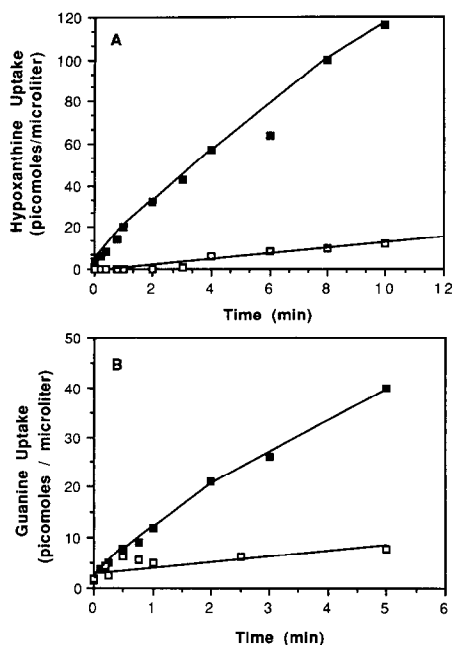 A
Hypoxanthine Uptake
(picomoles/microliter)
120
100
80
60
40
20
0
0 2 4 6 8 10 12
Time (min)
B
Guanine Uptake
(picomoles / microliter)
50
40
30
20
10
0
0 1 2 3 4 5 6
Time (min)